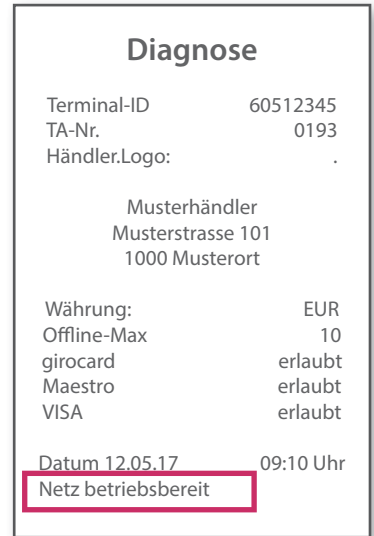 Diagnose
Terminal-ID 60512345
TA-Nr. 0193
Händler.Logo: .
Musterhändler
Musterstrasse 101
1000 Musterort
Währung: EUR
Offline-Max 10
girocard erlaubt
Maestro erlaubt
VISA erlaubt
Datum 12.05.17 09:10 Uhr
Netz betriebsbereit